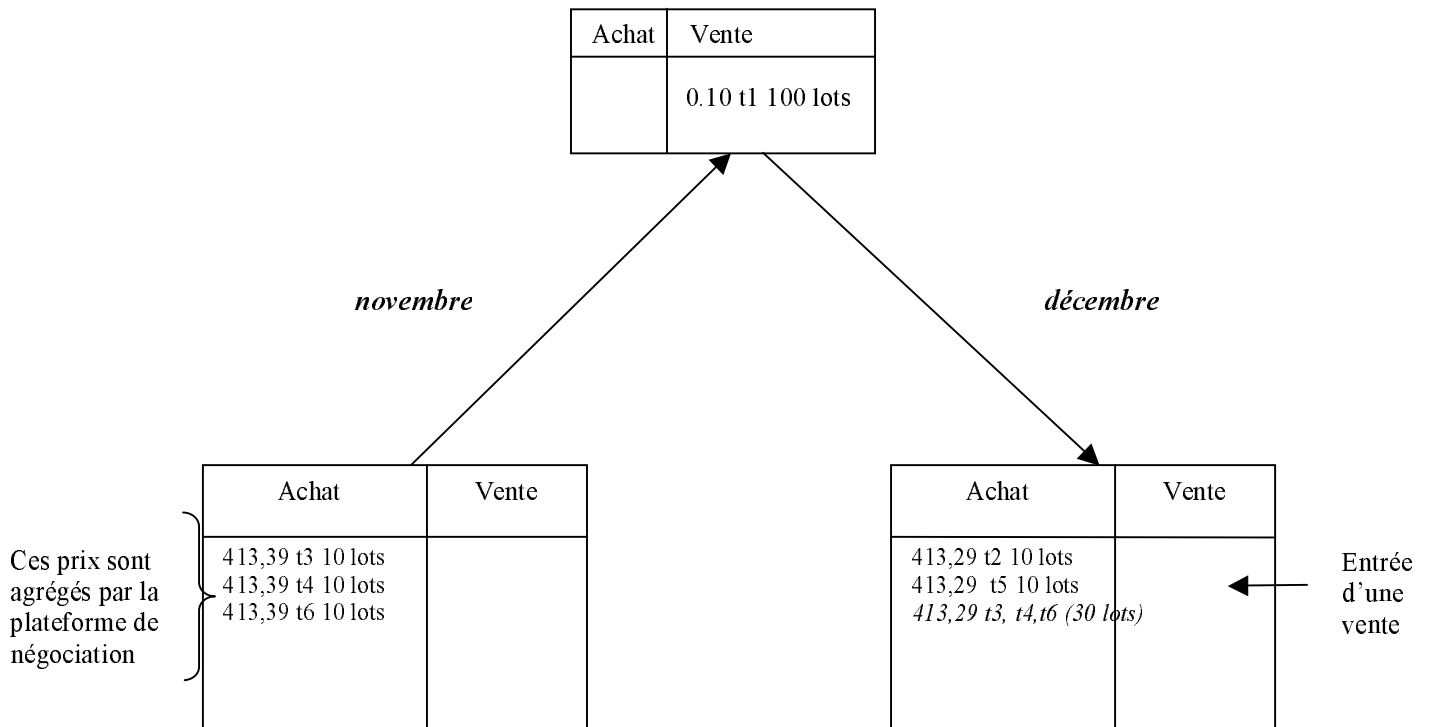 Achat Vente
0.10 t1 100 lots
novembre
décembre
Achat Vente
413,39 t3 10 lots
413,39 t4 10 lots
413,39 t6 10 lots
Ces prix sont
agrégés par la
plateforme de
négociation
Achat Vente
413,29 t2 10 lots
413,29 t5 10 lots
413,29 t3, t4,t6 (30 lots)
Entrée
d’une
vente